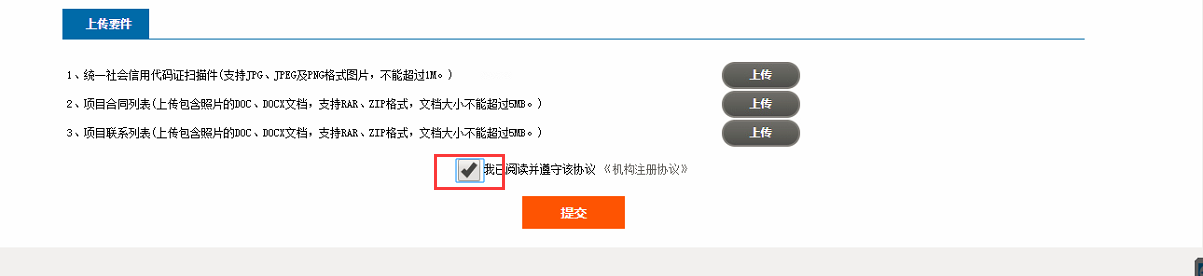 上传要件
1、统一社会信用代码证扫描件(支持JPG、JPEG及PNG格式图片，不能超过1M。)
上传
2、项目合同列表(上传包含照片的DOC、DOCX文档，支持RAR、ZIP格式，文档大小不能超过5MB。)
上传
3、项目联系列表(上传包含照片的DOC、DOCX文档，支持RAR、ZIP格式，文档大小不能超过5MB。)
上传
我已阅读并遵守该协议 《机构注册协议》
提交